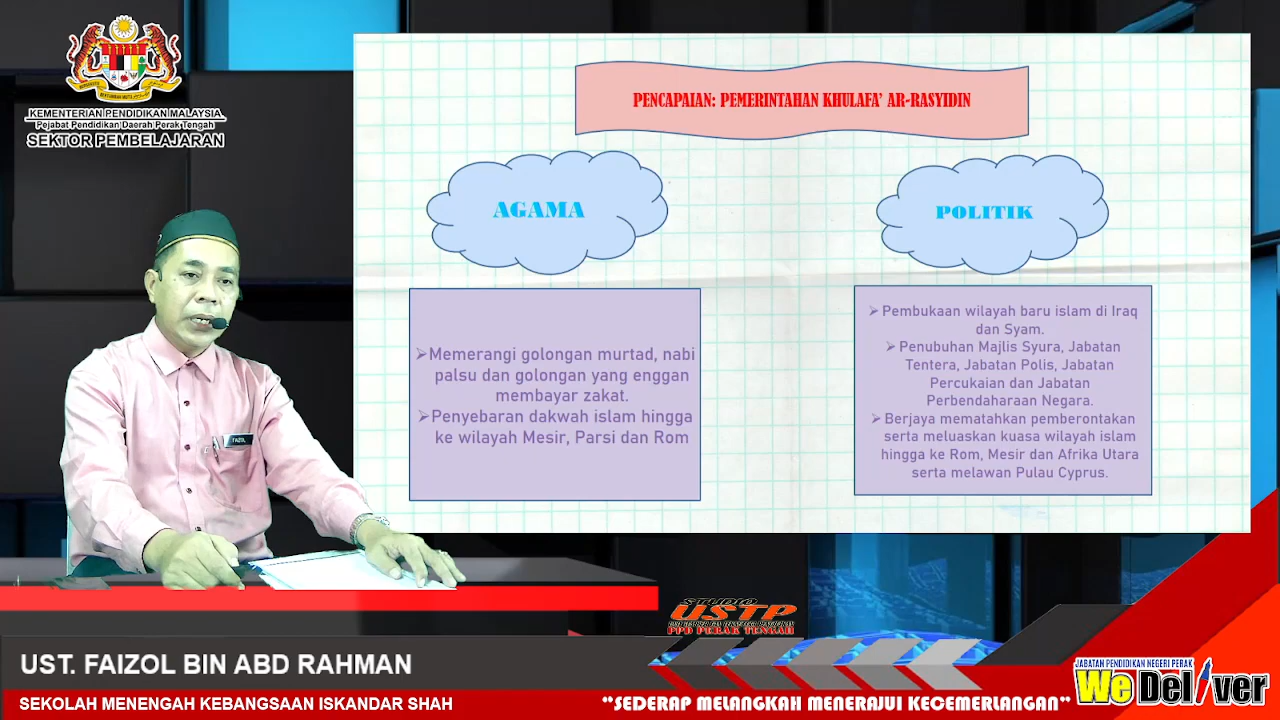 KEMENTERIAN PENDIDIKAN MALAYSIA
Pejabat Pendidikan Daerah Perak Tengah
SEKTOR PEMBELAJARAN
PENCAPAIAN: PEMERINTAHAN KHULAFA' AR-RASYIDIN
AGAMA
POLITIK
➢Memerangi golongan murtad, nabi
palsu dan golongan yang enggan
membayar zakat.
➢Penyebaran dakwah islam hingga
ke wilayah Mesir, Parsi dan Rom
➢Pembukaan wilayah baru islam di Iraq
dan Syam.
➢Penubuhan Majlis Syura, Jabatan
Tentera, Jabatan Polis, Jabatan
Percukaian dan Jabatan
Perbendaharaan Negara.
➢Berjaya mematahkan pemberontakan
serta meluaskan kuasa wilayah islam
hingga ke Rom, Mesir dan Afrika Utara
serta melawan Pulau Cyprus.
FAIZOL
STUDIO
USTP
PPD PERAK TENGAH
UST. FAIZOL BIN ABD RAHMAN
SEKOLAH MENENGAH KEBANGSAAN ISKANDAR SHAH
"SEDERAP MELANGKAH MENERAJUI KECEMERLANGAN"
JABATAN PENDIDIKAN NEGERI PERAK
We Deliver